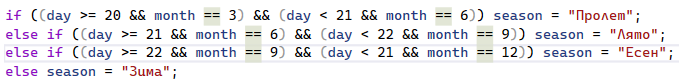 if ((day >= 20 && month == 3) && (day < 21 && month == 6)) season = "Пролет";
else if ((day >= 21 && month == 6) && (day < 22 && month == 9)) season = "Лято";
else if ((day >= 22 && month == 9) && (day < 21 && month == 12)) season = "Есен";
else season = "Зима";